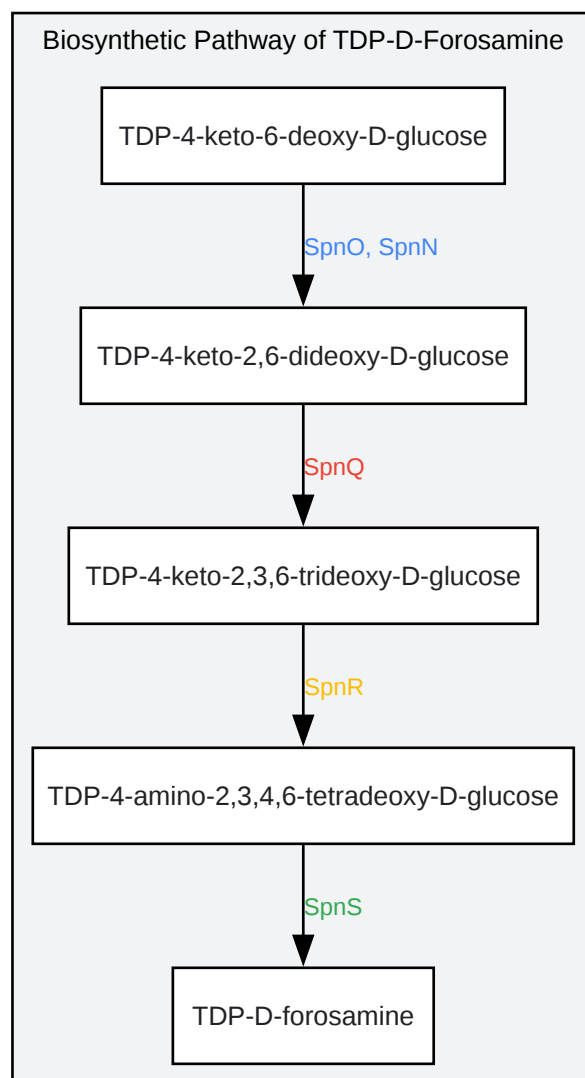 Biosynthetic Pathway of TDP-D-Forosamine
TDP-4-keto-6-deoxy-D-glucose
SpnO, SpnN
TDP-4-keto-2,6-dideoxy-D-glucose
SpnQ
TDP-4-keto-2,3,6-trideoxy-D-glucose
SpnR
TDP-4-amino-2,3,4,6-tetradeoxy-D-glucose
SpnS
TDP-D-forosamine